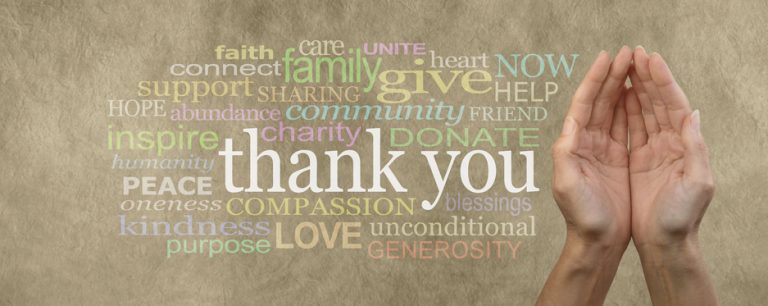 faith care UNITE
connect family give heart NOW
support SHARING HELP
HOPE abundance community FRIEND
inspire charity DONATE
humanity thank you
PEACE
oneness COMPASSION blessings
kindness LOVE unconditional
purpose GENEROSITY